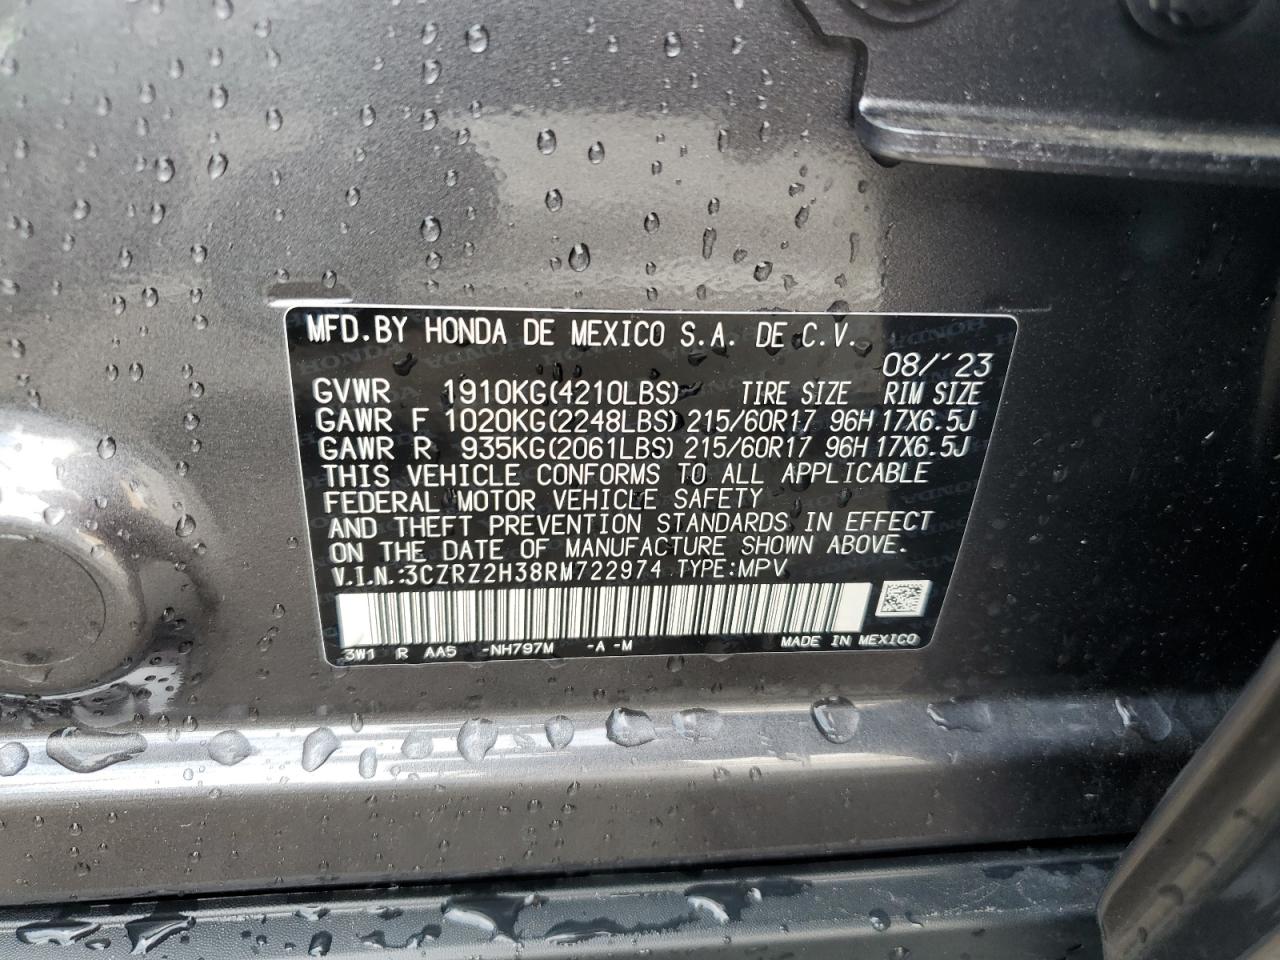 MFD.BY HONDA DE MEXICO S.A. DE C.V.
08/'23
GVWR 1910KG(4210LBS) TIRE SIZE RIM SIZE
GAWR F 1020KG(2248LBS) 215/60R17 96H 17X6.5J
GAWR R 935KG(2061LBS) 215/60R17 96H 17X6.5J
THIS VEHICLE CONFORMS TO ALL APPLICABLE
FEDERAL MOTOR VEHICLE SAFETY
AND THEFT PREVENTION STANDARDS IN EFFECT
ON THE DATE OF MANUFACTURE SHOWN ABOVE.
V.I.N.:3CZRZ2H38RM722974 TYPE:MPV
3W1 R AA5 -NH797M -A -M MADE IN MEXICO